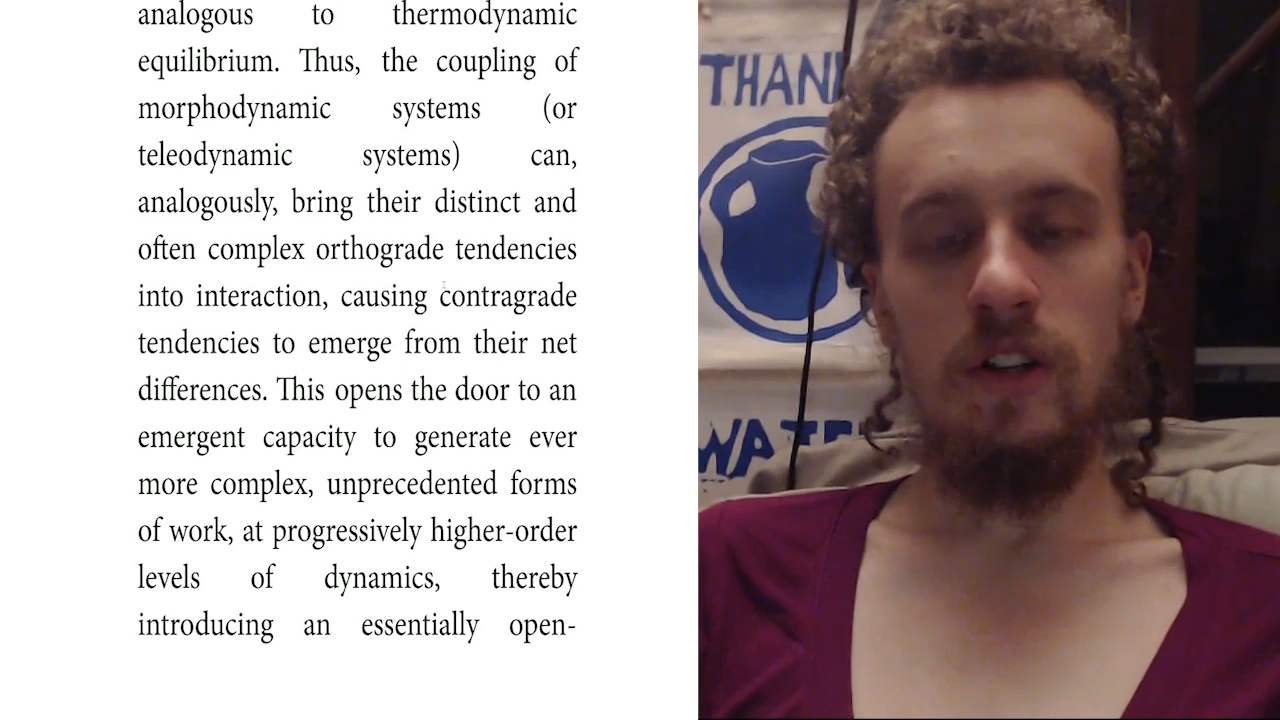 analogous to thermodynamic
equilibrium. Thus, the coupling of
morphodynamic systems (or
teleodynamic systems) can,
analogously, bring their distinct and
often complex orthograde tendencies
into interaction, causing contragrade
tendencies to emerge from their net
differences. This opens the door to an
emergent capacity to generate ever
more complex, unprecedented forms
of work, at progressively higher-order
levels of dynamics, thereby
introducing an essentially open-
THAN
WATE